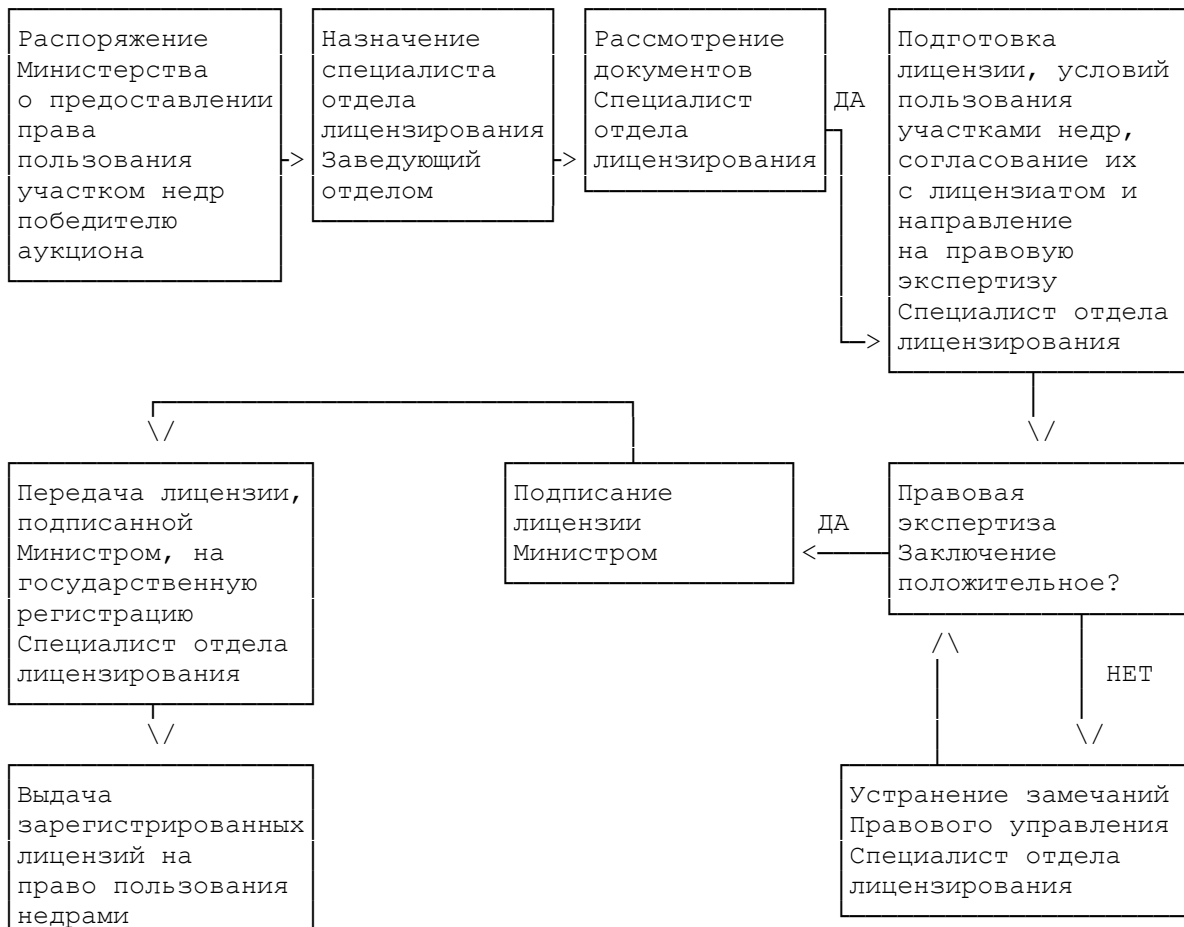 Распоряжение
Министерства
о предоставлении
права
пользования
участком недр
победителю
аукциона
Назначение
специалиста
отдела
лицензирования
Заведующий
отделом
Рассмотрение
документов
Специалист
отдела
лицензирования
ДА
Подготовка
лицензии, условий
пользования
участками недр,
согласование их
с лицензиатом и
направление
на правовую
экспертизу
Специалист отдела
лицензирования
Правовая
экспертиза
Заключение
положительное?
ДА
НЕТ
Подписание
лицензии
Министром
Передача лицензии,
подписанной
Министром, на
государственную
регистрацию
Специалист отдела
лицензирования
Устранение замечаний
Правового управления
Специалист отдела
лицензирования
Выдача
зарегистрированных
лицензий на
право пользования
недрами